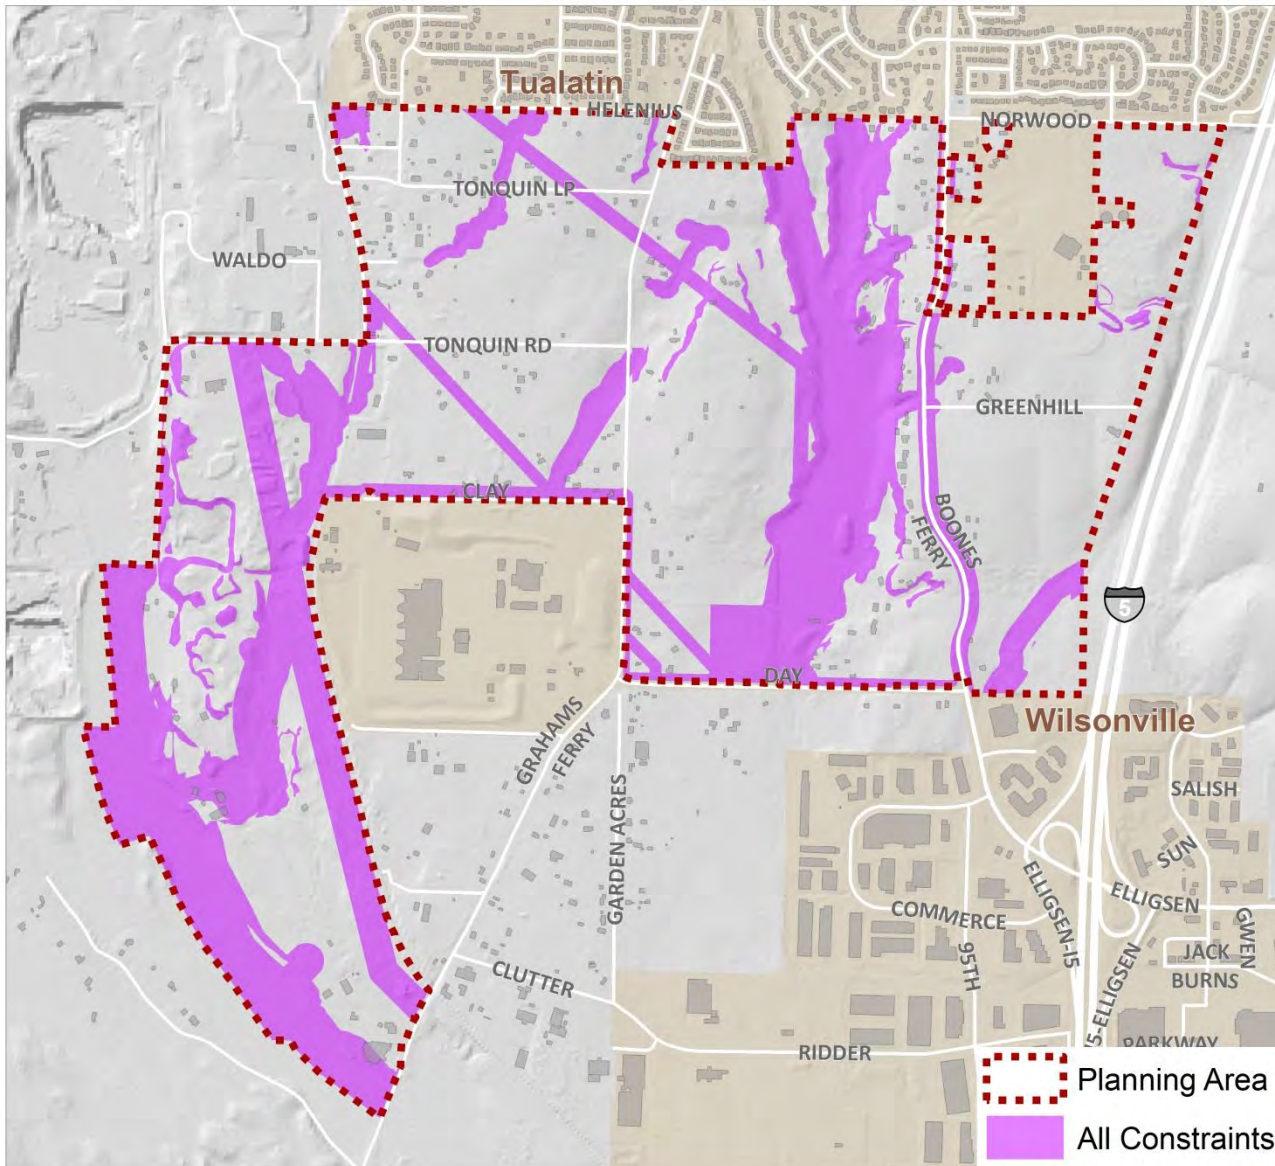 Tualatin
HELENIUS
NORWOOD
TONQUIN LP
WALDO
TONQUIN RD
GREENHILL
CLAY
BOONES
FERRY
5
DAY
Wilsonville
GRAHAMS
FERRY
GARDEN ACRES
SALISH
SUN
ELLIGSEN
ELLIGSEN-I5
GWEN
COMMERCE
95TH
JACK
BURNS
CLUTTER
5-ELLIGSEN
RIDDER
PARKWAY
Planning Area
All Constraints